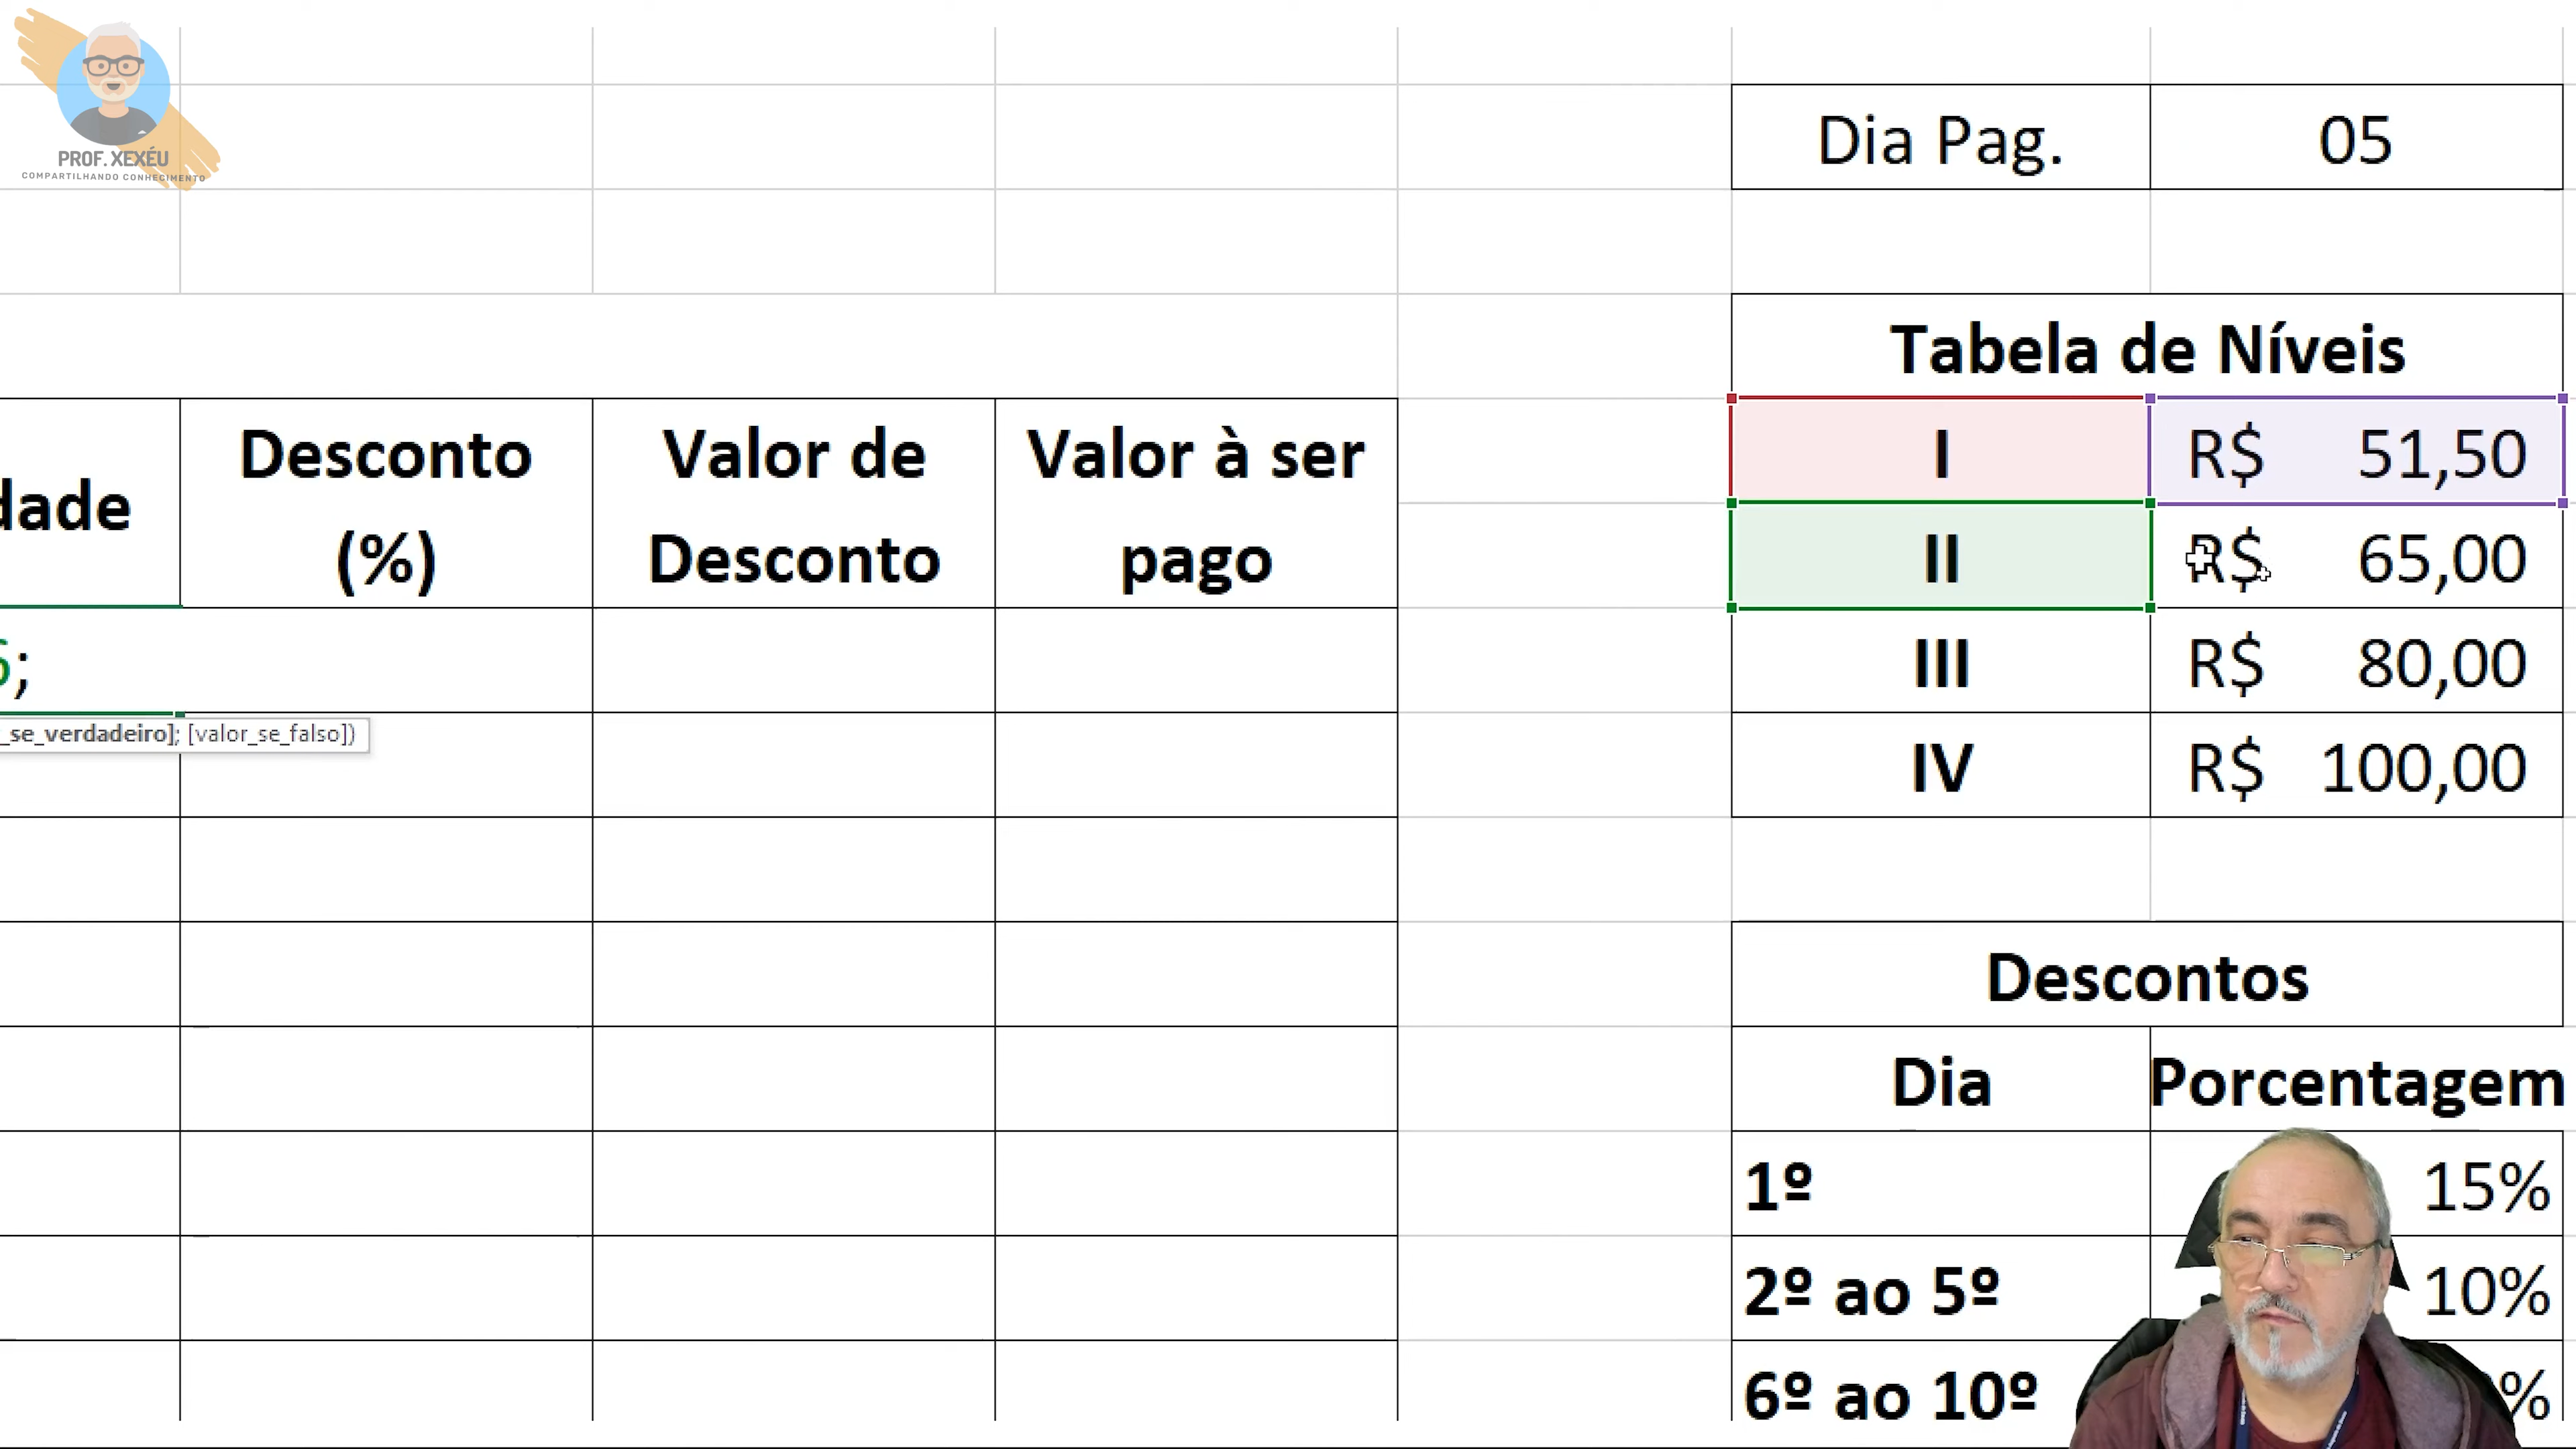 PROF. XEXÉU
COMPARTILHANDO CONHECIMENTO
Dia Pag. 05
Tabela de Níveis
I R$ 51,50
II R$ 65,00
III R$ 80,00
IV R$ 100,00
dade
Desconto
(%)
Valor de
Desconto
Valor à ser
pago
;
_se_verdadeiro]; [valor_se_falso])
Descontos
Dia Porcentagem
1º 15%
2º ao 5º 10%
6º ao 10º %